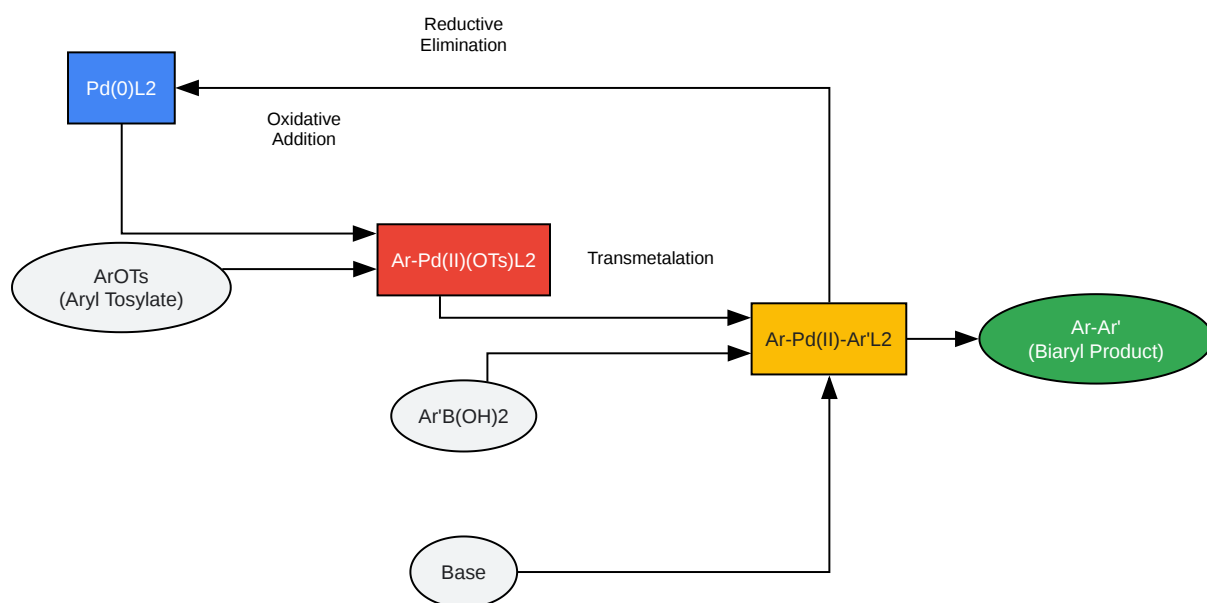 Reductive
Elimination
Pd(0)L2
Oxidative
Addition
Ar-Pd(II)(OTs)L2
Transmetalation
ArOTs
(Aryl Tosylate)
Ar-Pd(II)-Ar'L2
Ar-Ar'
(Biaryl Product)
Ar'B(OH)2
Base